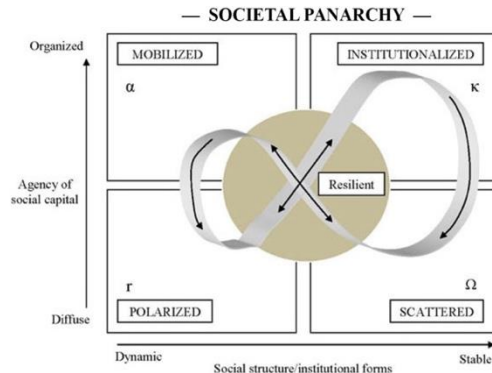 — SOCIETAL PANARCHY —
Organized
MOBILIZED
INSTITUTIONALIZED
α
κ
Agency of
social capital
Resilient
r
Ω
POLARIZED
SCATTERED
Diffuse
Dynamic
Stable
Social structure/institutional forms